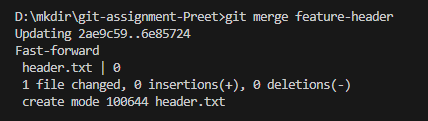 D:\mkdir\git-assignment-Preet>git merge feature-header
Updating 2ae9c59..6e85724
Fast-forward
 header.txt | 0
 1 file changed, 0 insertions(+), 0 deletions(-)
 create mode 100644 header.txt